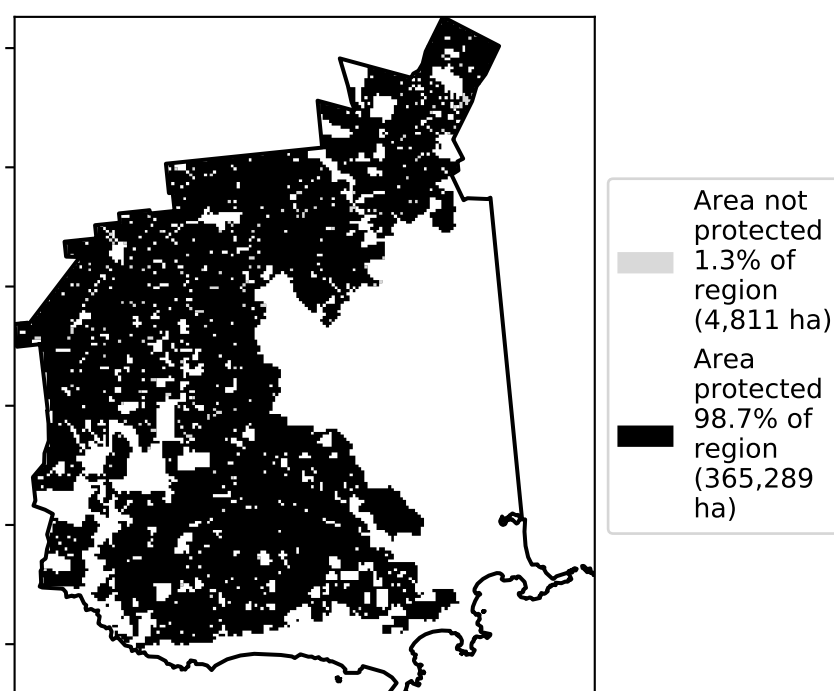 Area not
protected
1.3% of
region
(4,811 ha)
Area
protected
98.7% of
region
(365,289
ha)